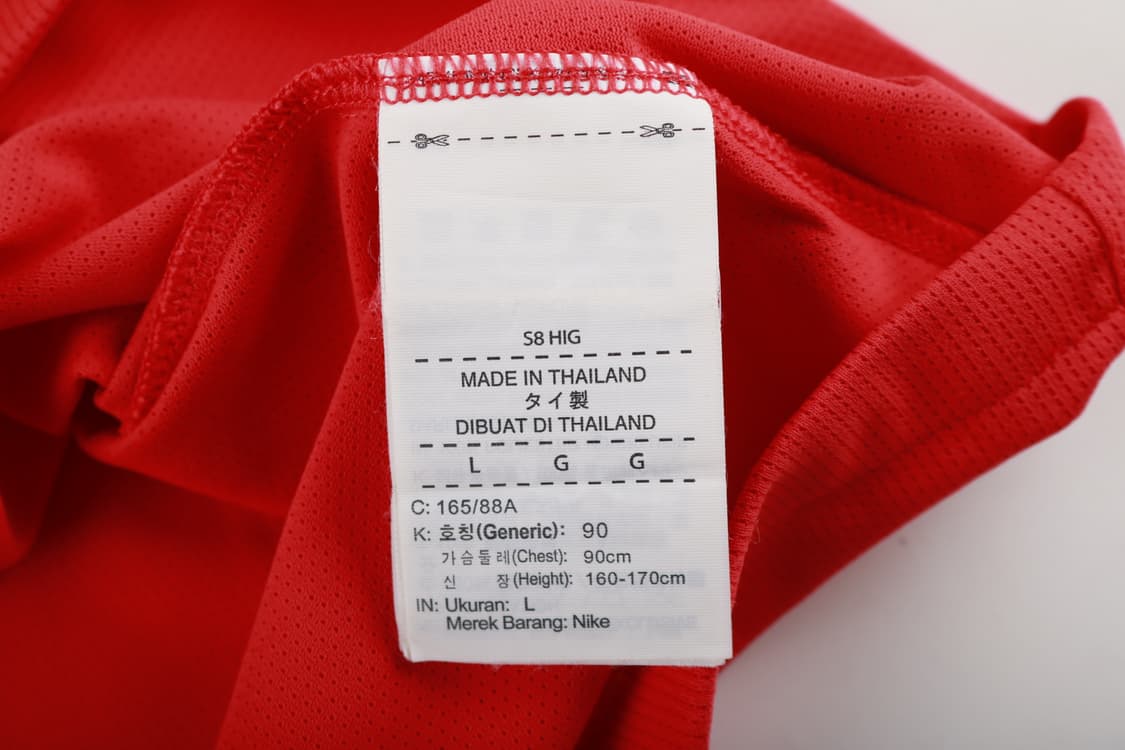 S8 HIG
MADE IN THAILAND
タイ製
DIBUAT DI THAILAND
L G G
C: 165/88A
K: 호칭(Generic): 90
가슴둘레(Chest): 90cm
신 장(Height): 160-170cm
IN: Ukuran: L
Merek Barang: Nike